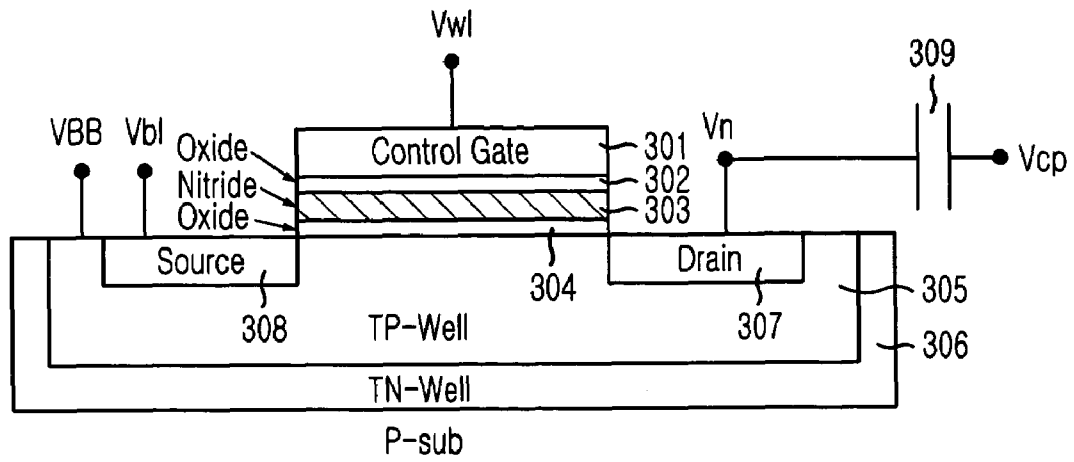 Vwl
309
VBB
Vbl
Oxide
Control Gate
301
Vn
Vcp
Nitride
302
Oxide
303
Source
304
Drain
305
308
TP-Well
307
306
TN-Well
P-sub